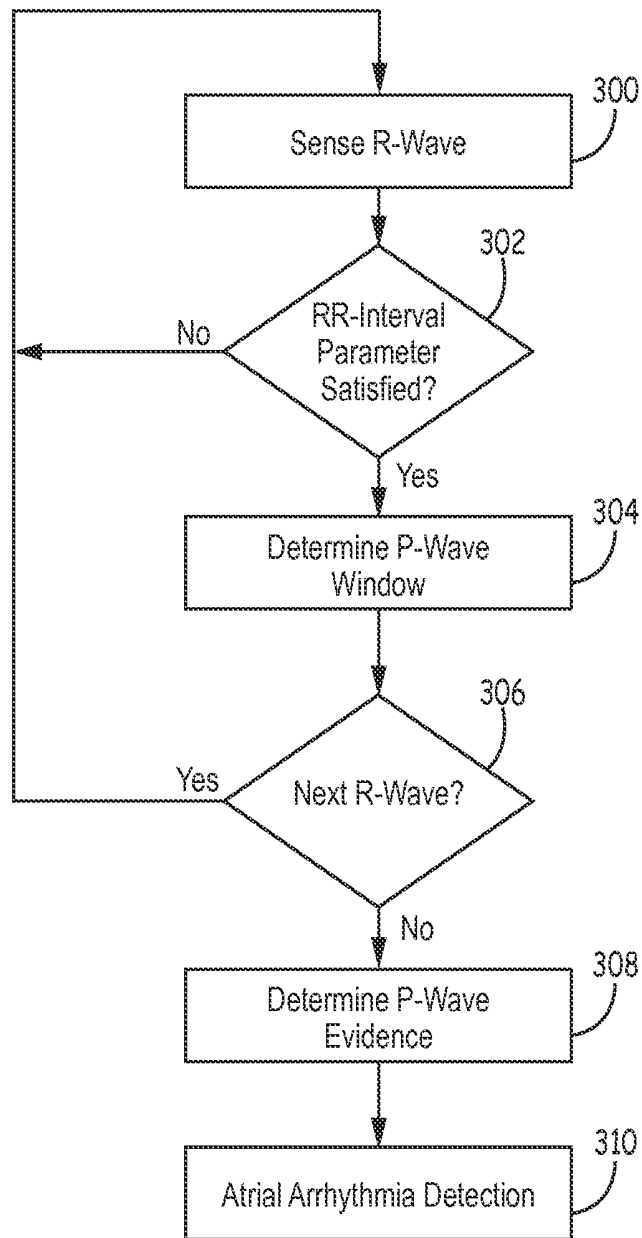 300
Sense R-Wave
302
RR-Interval
Parameter
Satisfied?
No
Yes
304
Determine P-Wave
Window
306
Next R-Wave?
Yes
No
308
Determine P-Wave
Evidence
310
Atrial Arrhythmia Detection